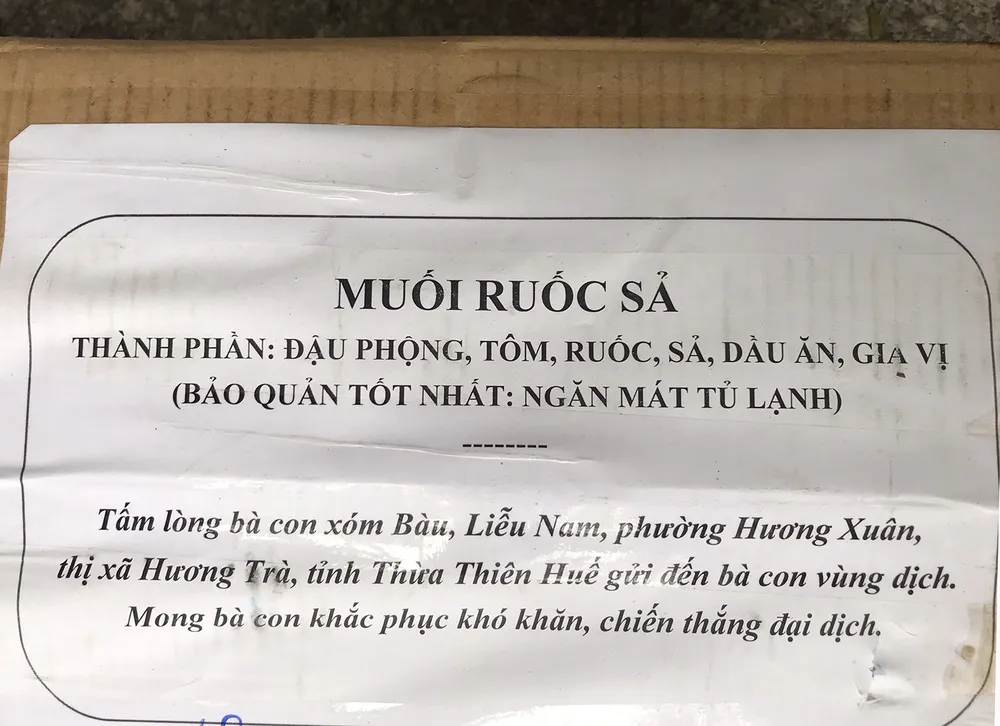 MUỐI RUỐC SẢ
THÀNH PHẦN: ĐẬU PHỘNG, TÔM, RUỐC, SẢ, DẦU ĂN, GIA VỊ
(BẢO QUẢN TỐT NHẤT: NGĂN MÁT TỦ LẠNH)
--------
Tấm lòng bà con xóm Bàu, Liễu Nam, phường Hương Xuân,
thị xã Hương Trà, tỉnh Thừa Thiên Huế gửi đến bà con vùng dịch.
Mong bà con khắc phục khó khăn, chiến thắng đại dịch.